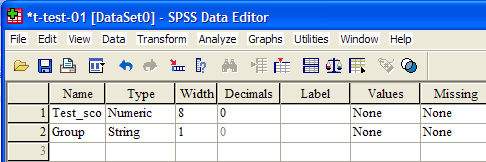 *t-test-01 [DataSet0] - SPSS Data Editor
File Edit View Data Transform Analyze Graphs Utilities Window Help
Name Type Width Decimals Label Values Missing
1 Test_sco Numeric 8 0 None None
2 Group String 1 0 None None
3